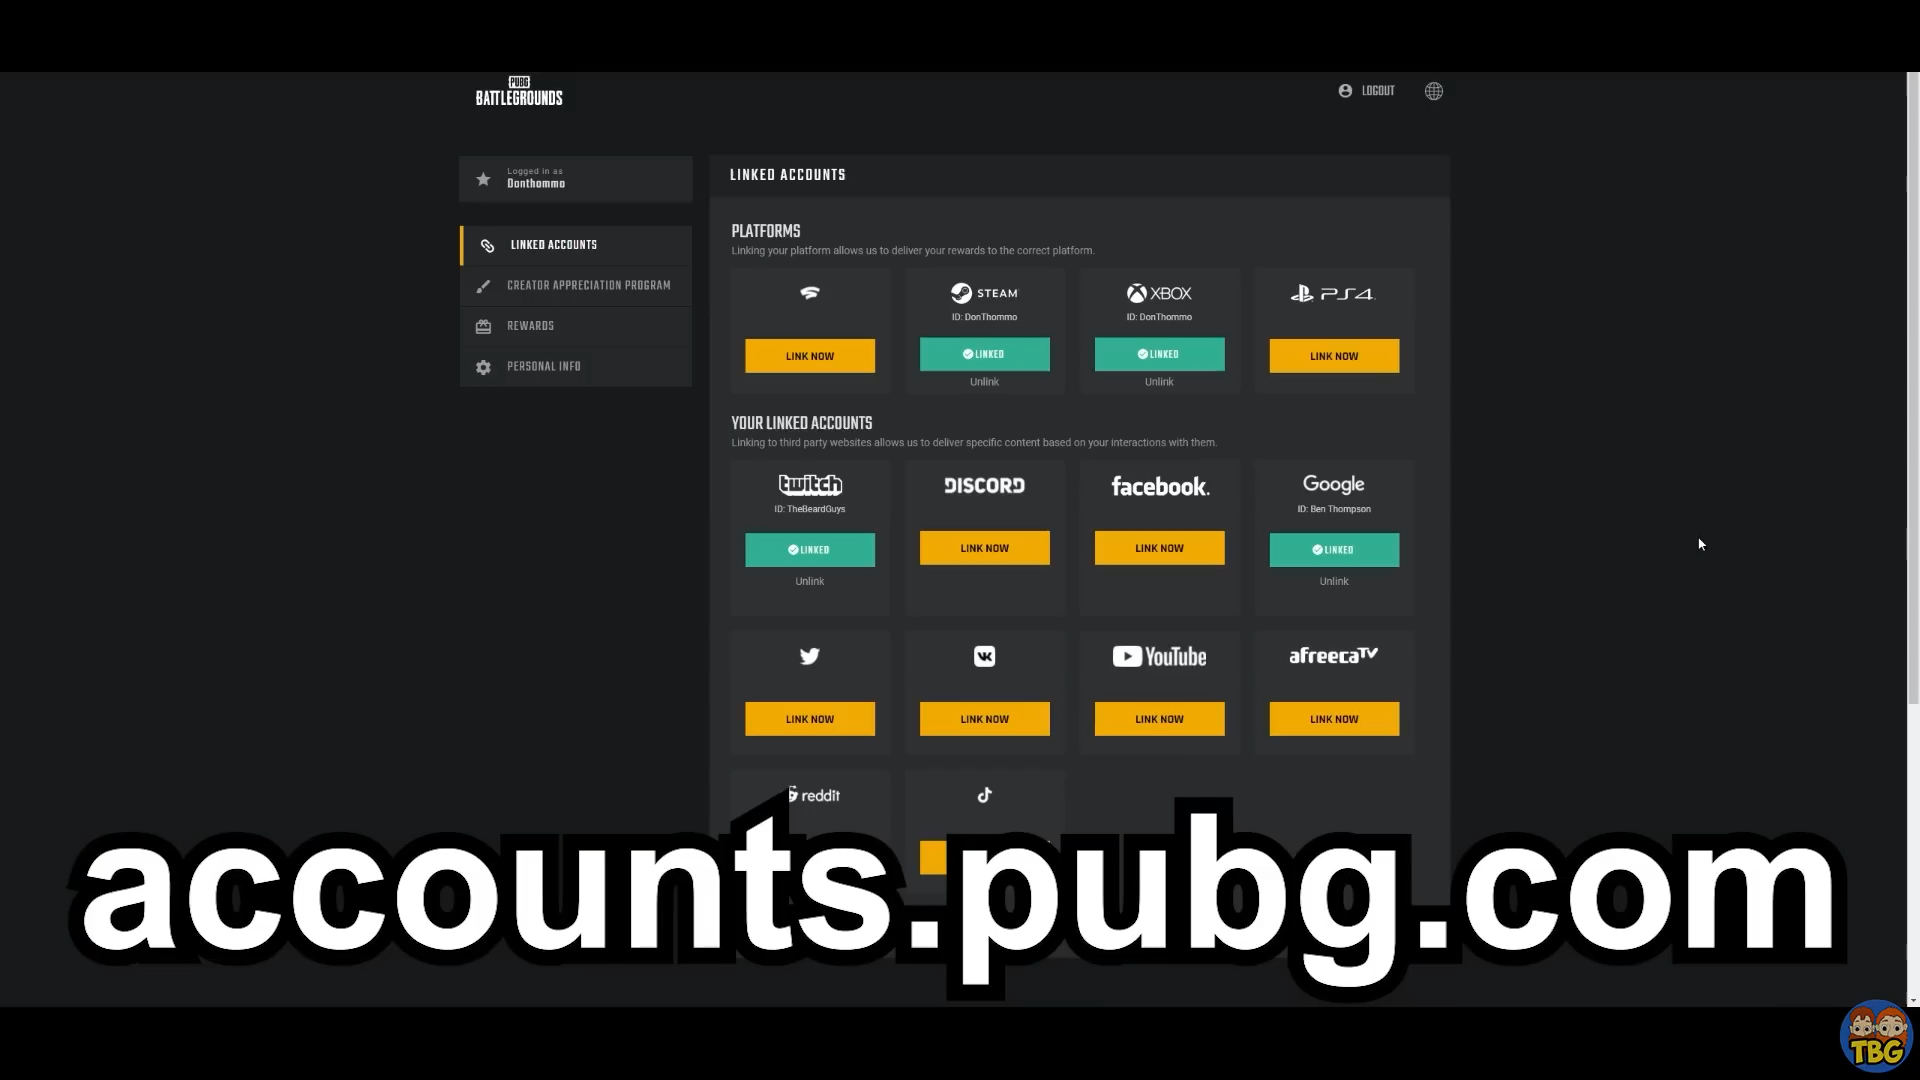 PUBG
BATTLEGROUNDS
LOGOUT
Logged in as
Donthommo
LINKED ACCOUNTS
CREATOR APPRECIATION PROGRAM
REWARDS
PERSONAL INFO
LINKED ACCOUNTS
PLATFORMS
Linking your platform allows us to deliver your rewards to the correct platform.
STEAM XBOX PS4
ID: DonThommo ID: DonThommo
LINK NOW LINKED LINKED LINK NOW
Unlink Unlink
YOUR LINKED ACCOUNTS
Linking to third party websites allows us to deliver specific content based on your interactions with them.
twitch DISCORD facebook. Google
ID: TheBeardGuys ID: Ben Thompson
LINKED LINK NOW LINK NOW LINKED
Unlink Unlink
VK YouTube afreecaTV
LINK NOW LINK NOW LINK NOW LINK NOW
reddit
accounts.pubg.com
TBG